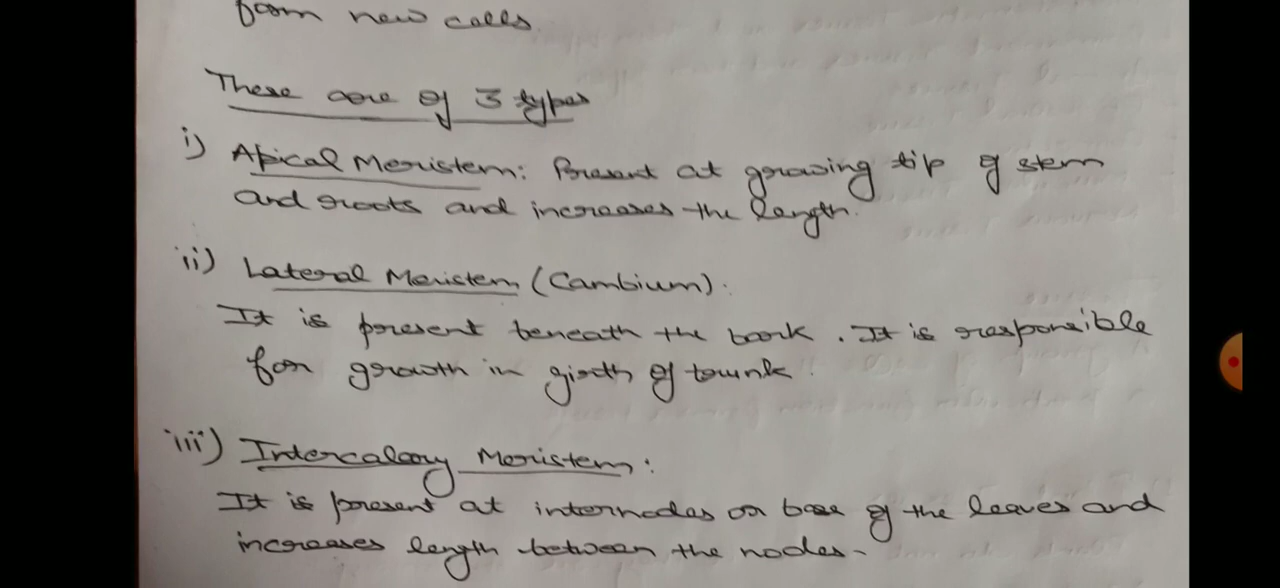 form new cells.
These are of 3 types
i) Apical Meristem: Present at growing tip of stem
and roots and increases the length.
ii) Lateral Meristem (Cambium).
It is present beneath the bark. It is responsible
for growth in girth of trunk.
iii) Intercalary Meristem:
It is present at internodes or base of the leaves and
increases length between the nodes-